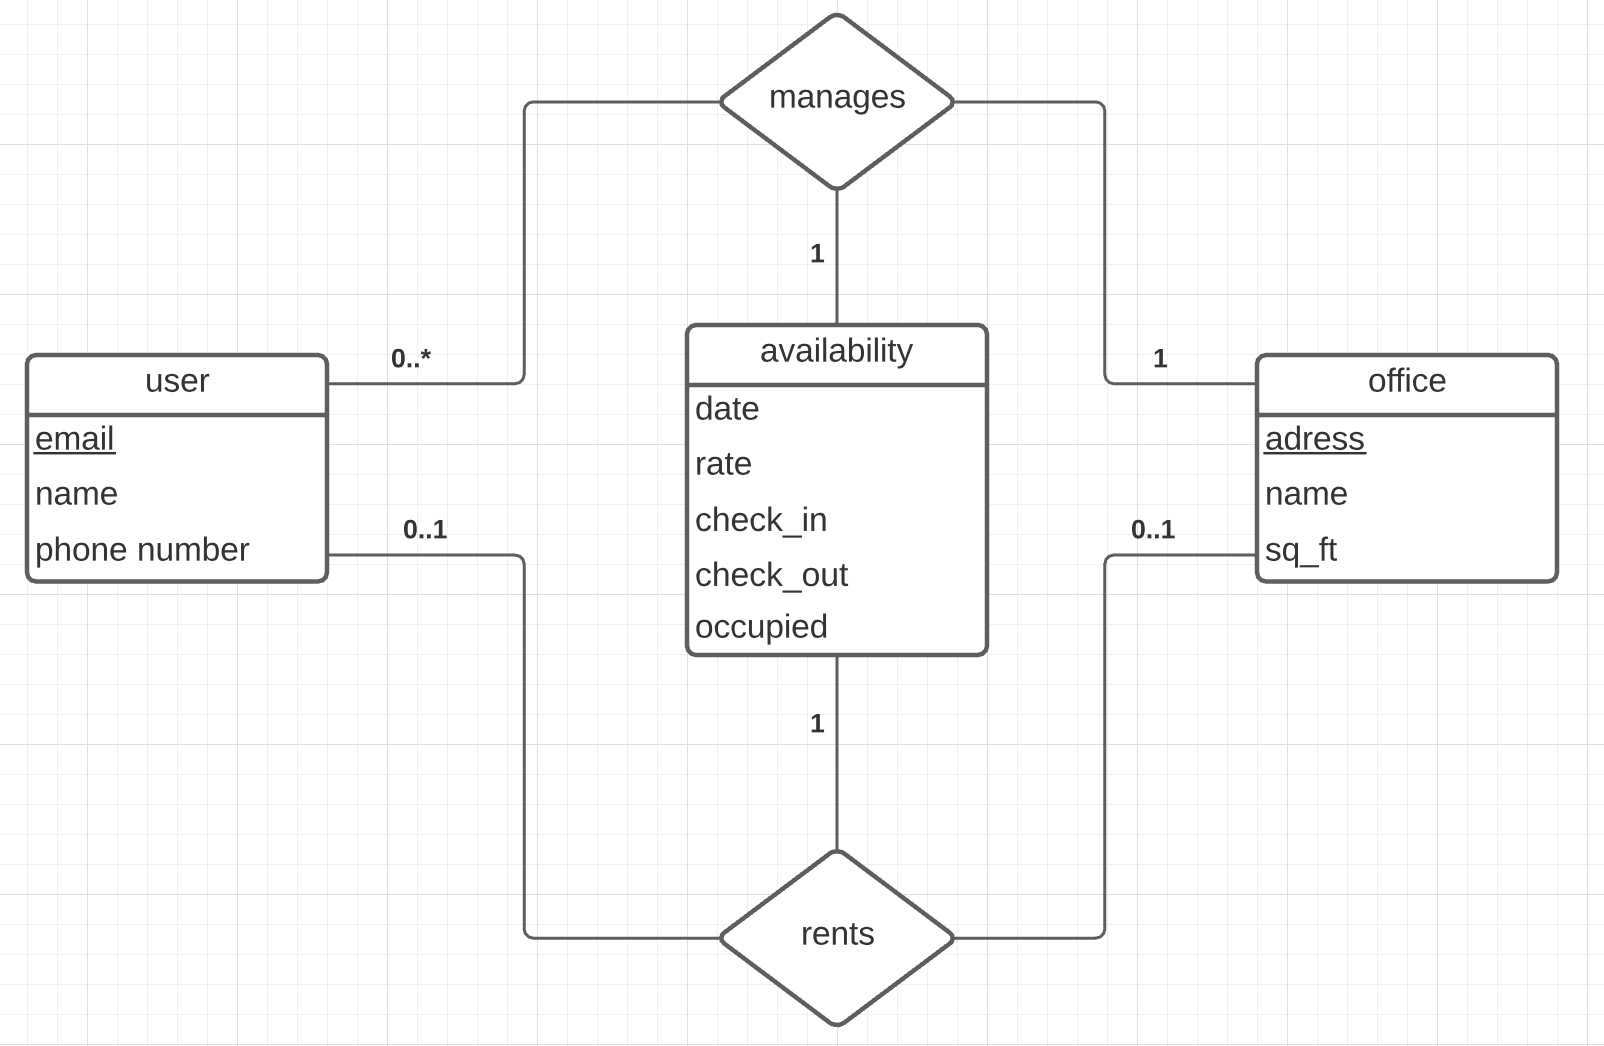 manages
1
0..*
1
user
email
name
phone number
availability
date
rate
check_in
check_out
occupied
office
adress
name
sq_ft
0..1
0..1
1
rents